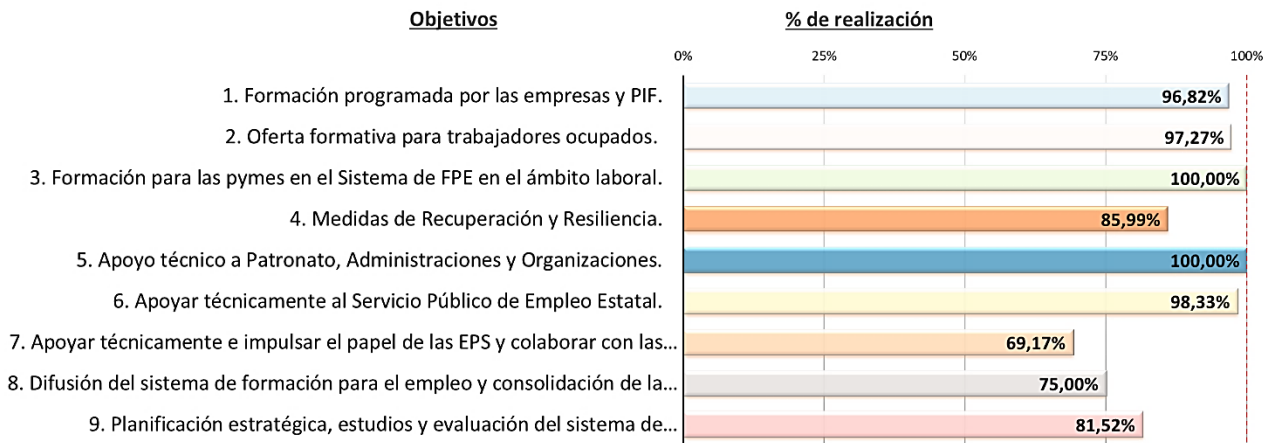 Objetivos
% de realización
0% 25% 50% 75% 100%
1. Formación programada por las empresas y PIF. 96,82%
2. Oferta formativa para trabajadores ocupados. 97,27%
3. Formación para las pymes en el Sistema de FPE en el ámbito laboral. 100,00%
4. Medidas de Recuperación y Resiliencia. 85,99%
5. Apoyo técnico a Patronato, Administraciones y Organizaciones. 100,00%
6. Apoyar técnicamente al Servicio Público de Empleo Estatal. 98,33%
7. Apoyar técnicamente e impulsar el papel de las EPS y colaborar con las... 69,17%
8. Difusión del sistema de formación para el empleo y consolidación de la... 75,00%
9. Planificación estratégica, estudios y evaluación del sistema de... 81,52%